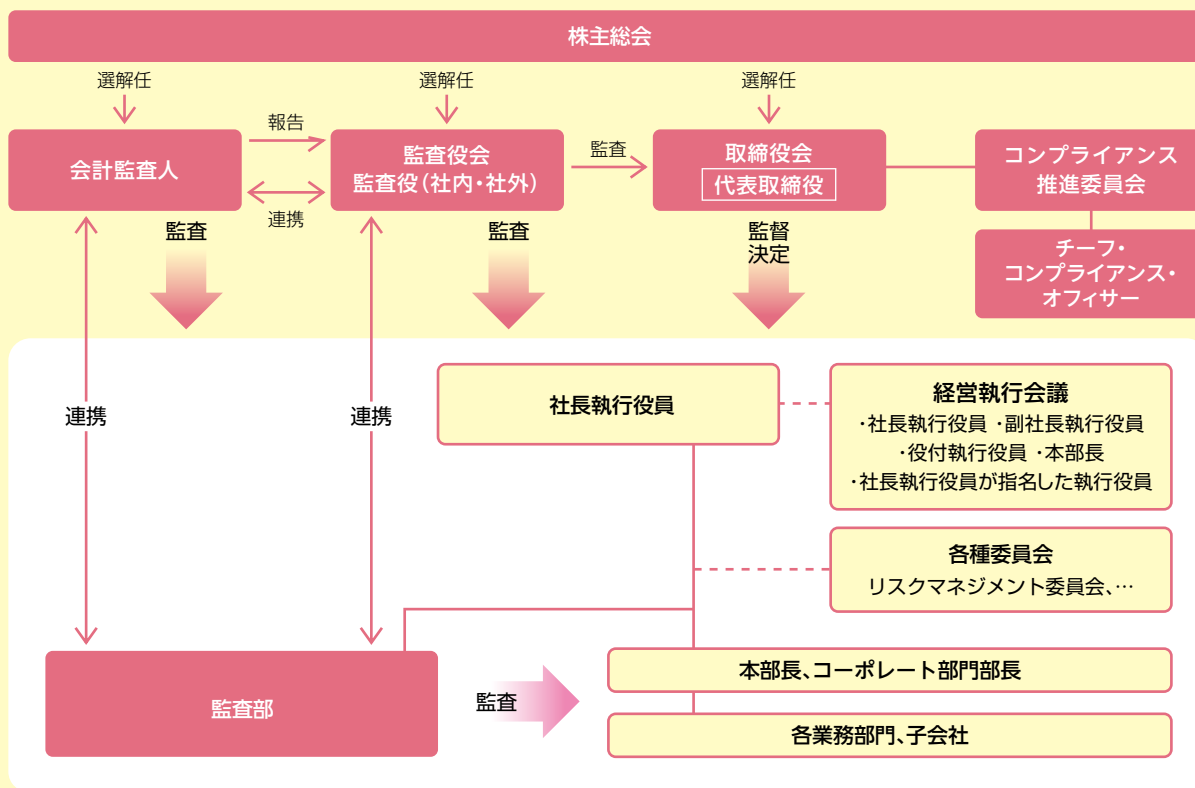 株主総会
選解任
選解任
選解任
会計監査人
報告
連携
監査役会
監査役（社内・社外）
監査
取締役会
代表取締役
コンプライアンス
推進委員会
チーフ・
コンプライアンス・
オフィサー
監査
監査
監督
決定
連携
連携
社長執行役員
経営執行会議
・社長執行役員 ・副社長執行役員
・役付執行役員 ・本部長
・社長執行役員が指名した執行役員
各種委員会
リスクマネジメント委員会、…
監査部
監査
本部長、コーポレート部門部長
各業務部門、子会社